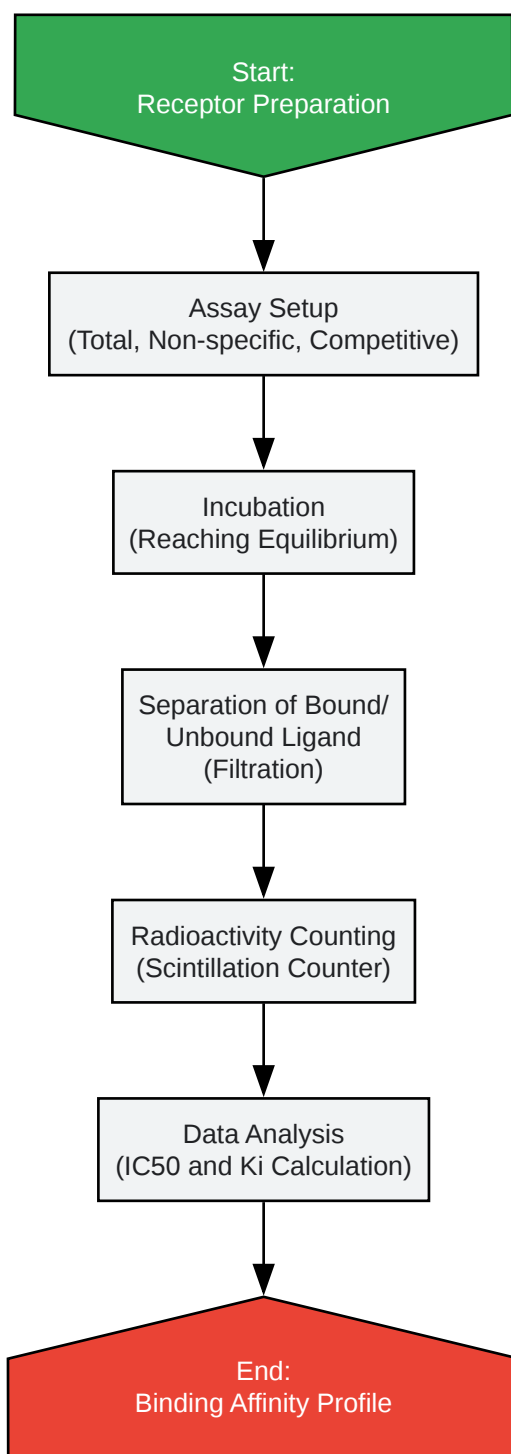 Start:
Receptor Preparation
Assay Setup
(Total, Non-specific, Competitive)
Incubation
(Reaching Equilibrium)
Separation of Bound/
Unbound Ligand
(Filtration)
Radioactivity Counting
(Scintillation Counter)
Data Analysis
(IC50 and Ki Calculation)
End:
Binding Affinity Profile